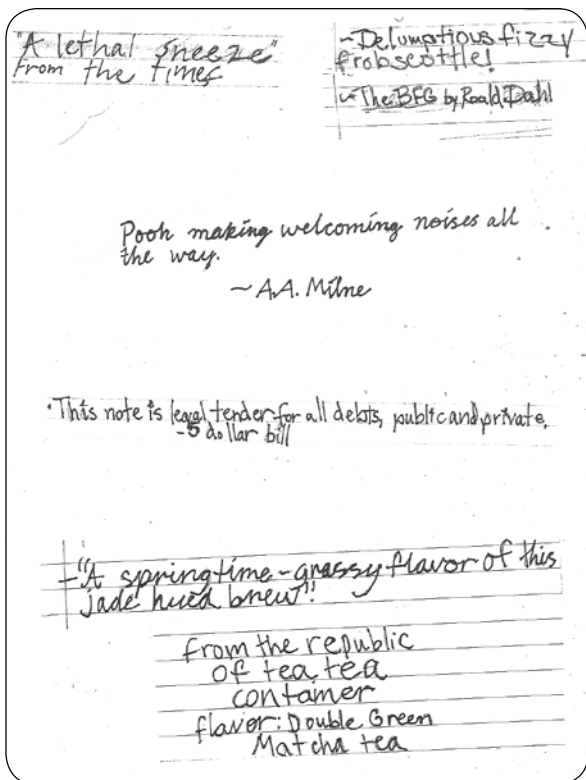 "A lethal sneeze"
From the times
~Delumptious fizzy
frobscottle!
~The BFG by Roald Dahl
Pooh making welcoming noises all
the way.
~A.A. Milne
·This note is legal tender for all debts, public and private.
-5 dollar bill
-"A springtime-grassy flavor of this
jade hued brew"!
from the republic
of tea, tea
container
flavor: Double Green
Matcha tea